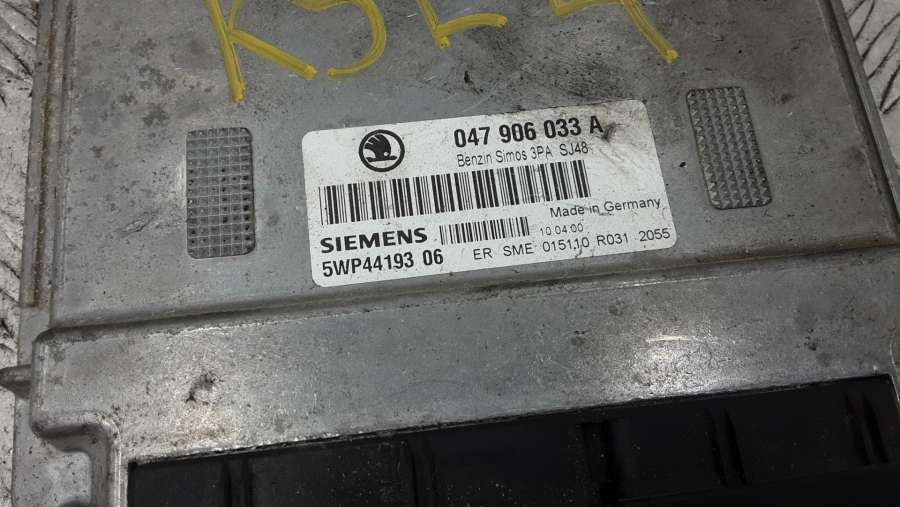 047 906 033 A
Benzin Simos 3PA SJ48
Made in Germany
SIEMENS 10.04.00
5WP44193 06 ER SME 015110 R031 2055